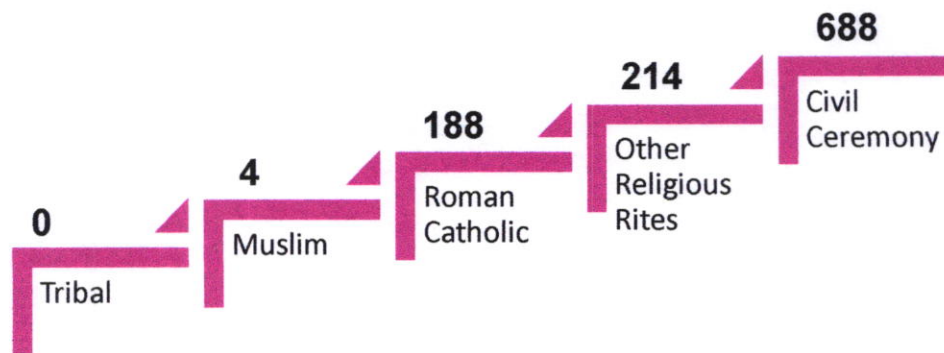 0
Tribal
4
Muslim
188
Roman
Catholic
214
Other
Religious
Rites
688
Civil
Ceremony